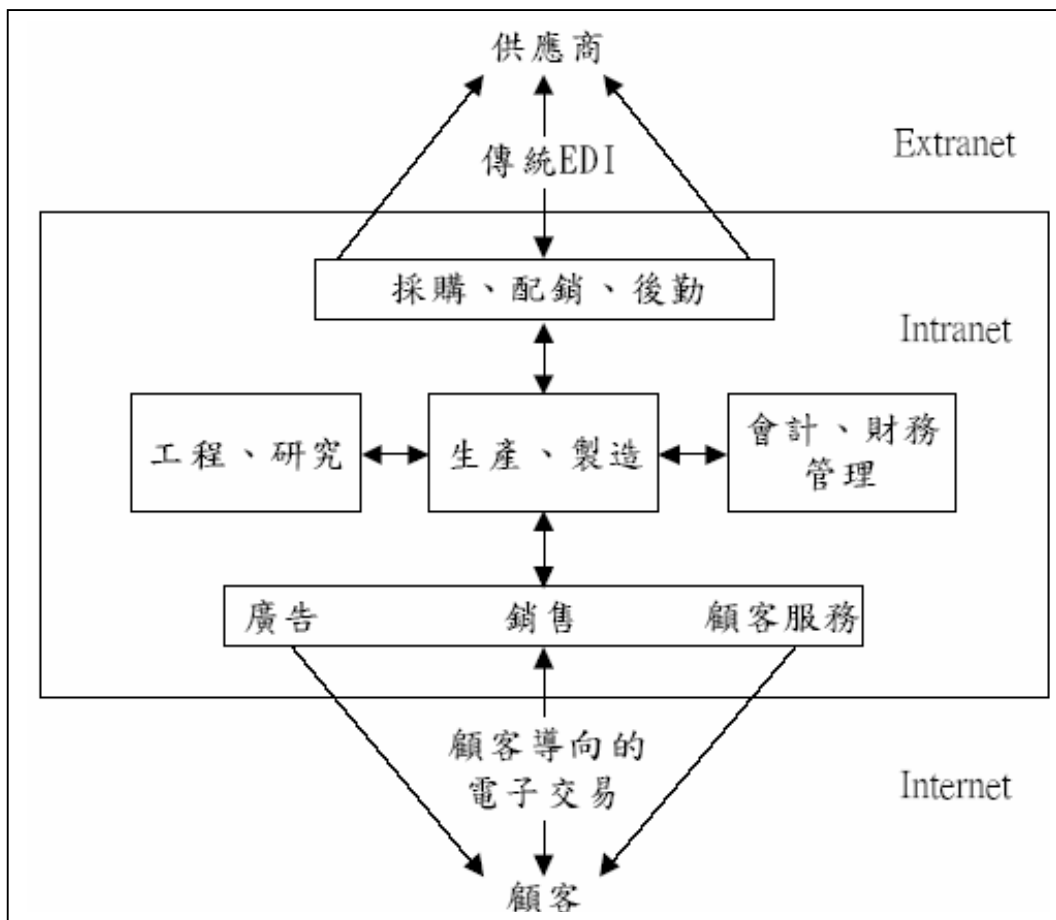 供應商
傳統EDI
Extranet
採購、配銷、後勤
Intranet
工程、研究
生產、製造
會計、財務
管理
廣告 銷售 顧客服務
顧客導向的
電子交易
Internet
顧客